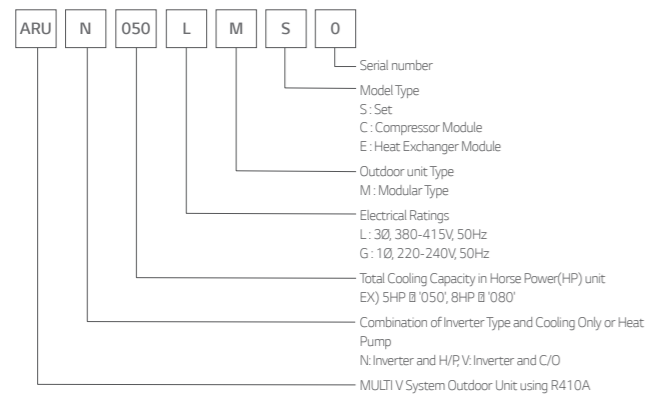 ARU N 050 L M S 0
Serial number
Model Type
S : Set
C : Compressor Module
E : Heat Exchanger Module
Outdoor unit Type
M : Modular Type
Electrical Ratings
L : 3Ø, 380-415V, 50Hz
G : 1Ø, 220-240V, 50Hz
Total Cooling Capacity in Horse Power(HP) unit
EX) 5HP '050', 8HP '080'
Combination of Inverter Type and Cooling Only or Heat
Pump
N: Inverter and H/P, V: Inverter and C/O
MULTI V System Outdoor Unit using R410A